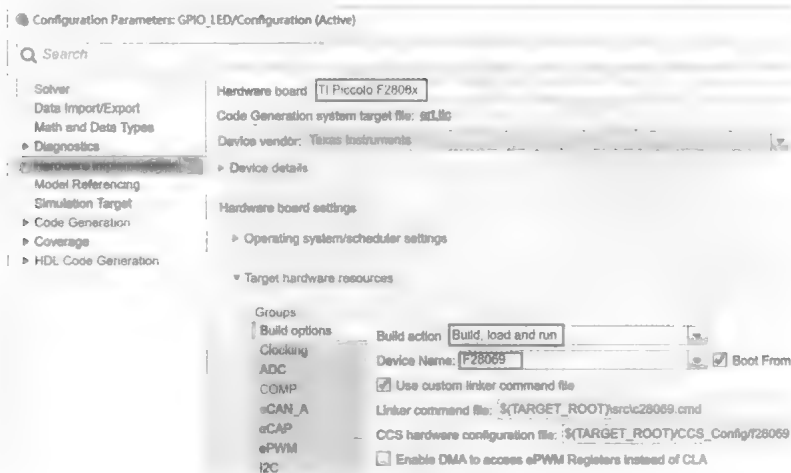 Configuration Parameters: GPIO_LED/Configuration (Active)
Search
Solver
Data Import/Export
Math and Data Types
Diagnostics
Hardware Implementation
Model Referencing
Simulation Target
Code Generation
Coverage
HDL Code Generation
Hardware board TI Piccolo F2806x
Code Generation system target file: ert.tlc
Device vendor: Texas Instruments
Device details
Hardware board settings
Operating system/scheduler settings
Target hardware resources
Groups
Build options
Clocking
ADC
COMP
eCAN_A
eCAP
ePWM
I2C
Build action Build, load and run
Device Name: F28069 Boot From
Use custom linker command file
Linker command file: $(TARGET_ROOT)\src\c28069.cmd
CCS hardware configuration file: $(TARGET_ROOT)/CCS_Config/f28069
Enable DMA to access ePWM Registers instead of CLA